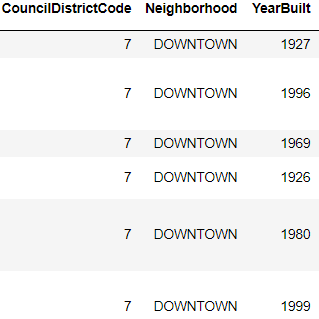 CouncilDistrictCode Neighborhood YearBuilt
7 DOWNTOWN 1927
7 DOWNTOWN 1996
7 DOWNTOWN 1969
7 DOWNTOWN 1926
7 DOWNTOWN 1980
7 DOWNTOWN 1999